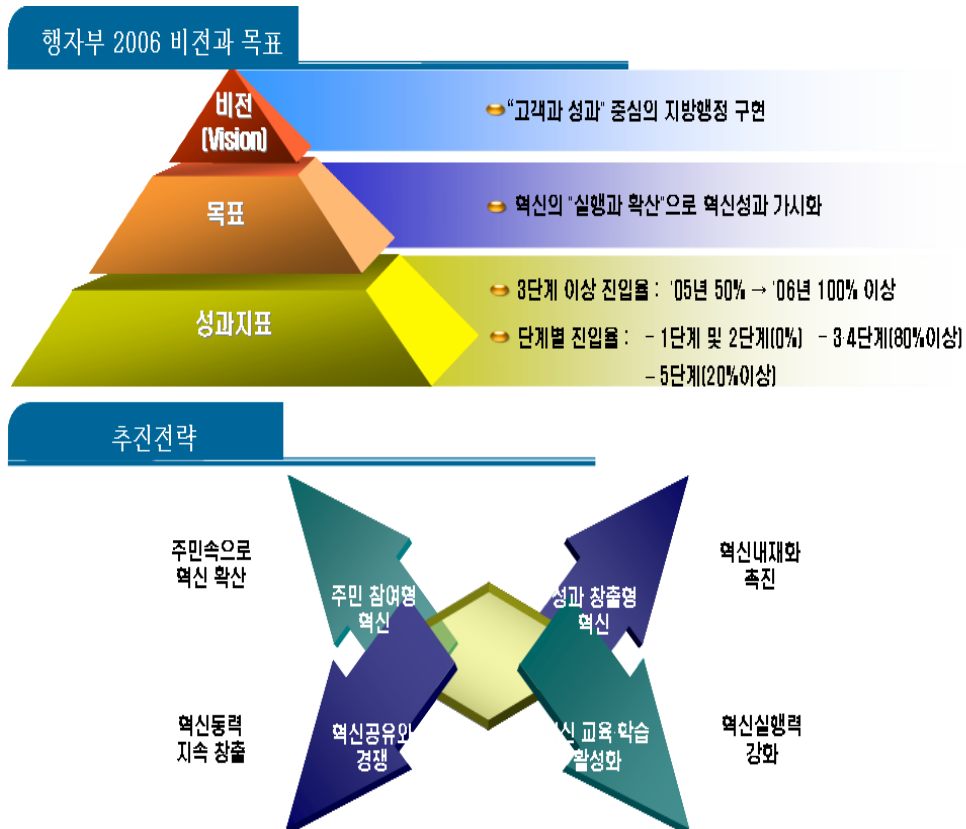 행자부 2006 비전과 목표
비전
(Vision)
“고객과 성과” 중심의 지방행정 구현
목표
혁신의 "실행과 확산"으로 혁신성과 가시화
성과지표
3단계 이상 진입율 : '05년 50% → '06년 100% 이상
단계별 진입율 : - 1단계 및 2단계(0%) - 3·4단계(80%이상)
- 5단계(20%이상)
추진전략
주민속으로
혁신 확산
주민 참여형
혁신
성과 창출형
혁신
혁신내재화
촉진
혁신동력
지속 창출
혁신공유와
경쟁
신 교육·학습
활성화
혁신실행력
강화